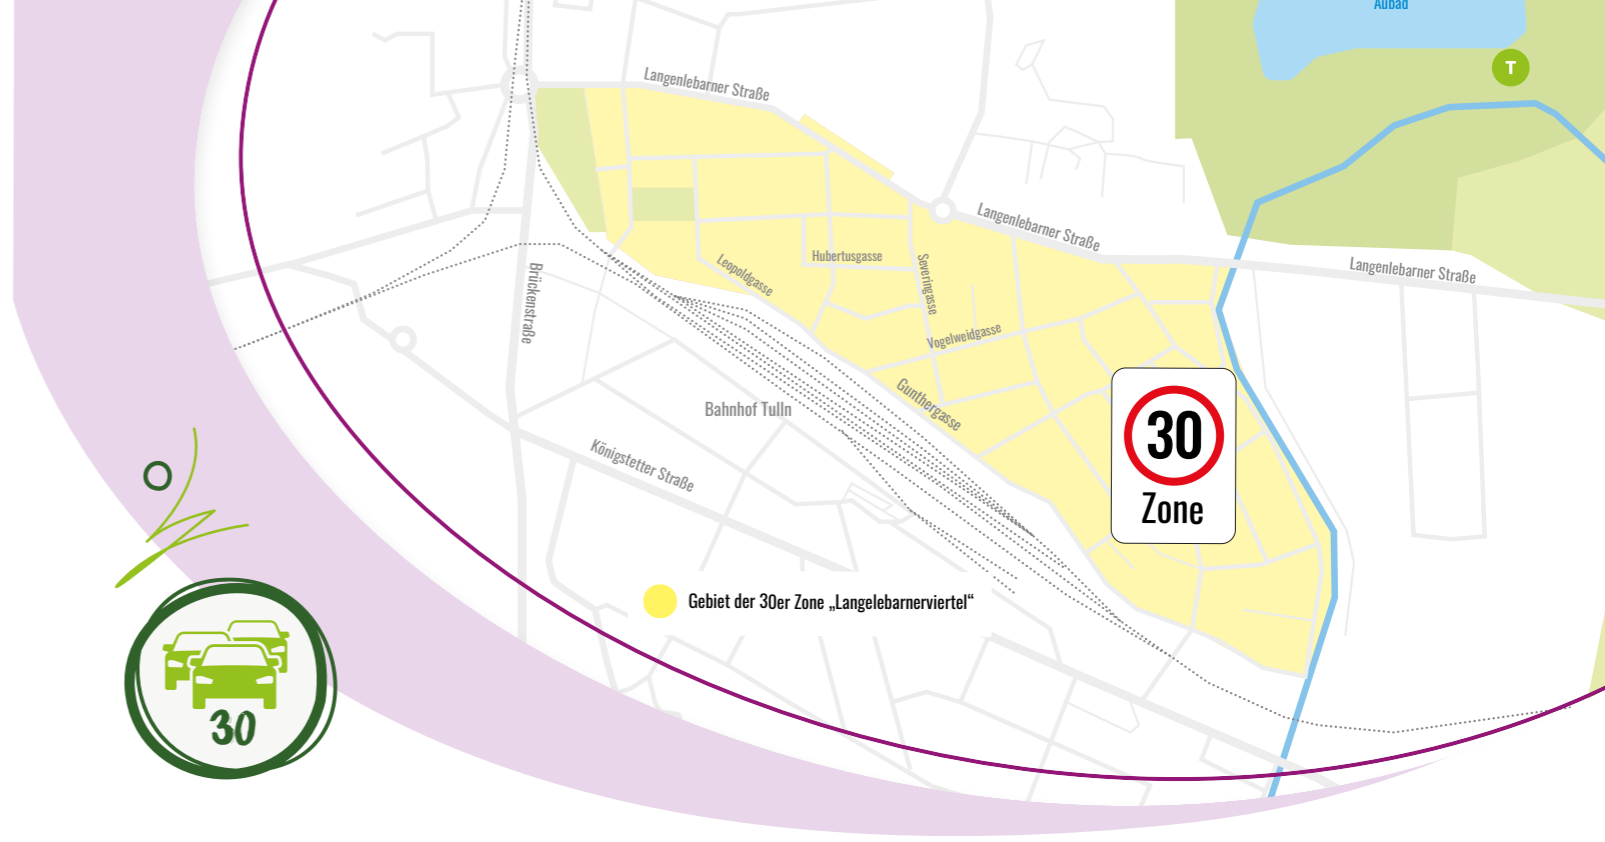 Aubad
T
Langenlebarner Straße
Langenlebarner Straße
Langenlebarner Straße
Leopoldgasse
Hubertusgasse
Severingasse
Brückenstraße
Vogelweidgasse
Gunthergasse
Bahnhof Tulln
Königstetter Straße
30
Zone
Gebiet der 30er Zone „Langelebarnerviertel“
30